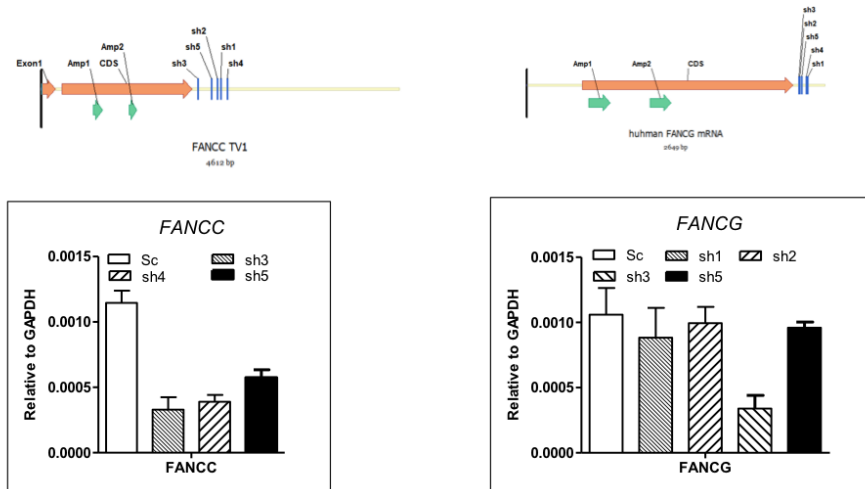 sh2
sh5 sh1
sh3 sh4
Amp2
Exon1 Amp1 CDS
FANCC TV1
4612 bp
sh3
sh2
sh5
sh4
sh1
Amp1 Amp2 CDS
huhman FANCG mRNA
2649 bp
FANCC
Sc sh3
sh4 sh5
Relative to GAPDH
0.0015
0.0010
0.0005
0.0000
FANCC
FANCG
Sc sh1 sh2
sh3 sh5
Relative to GAPDH
0.0015
0.0010
0.0005
0.0000
FANCG